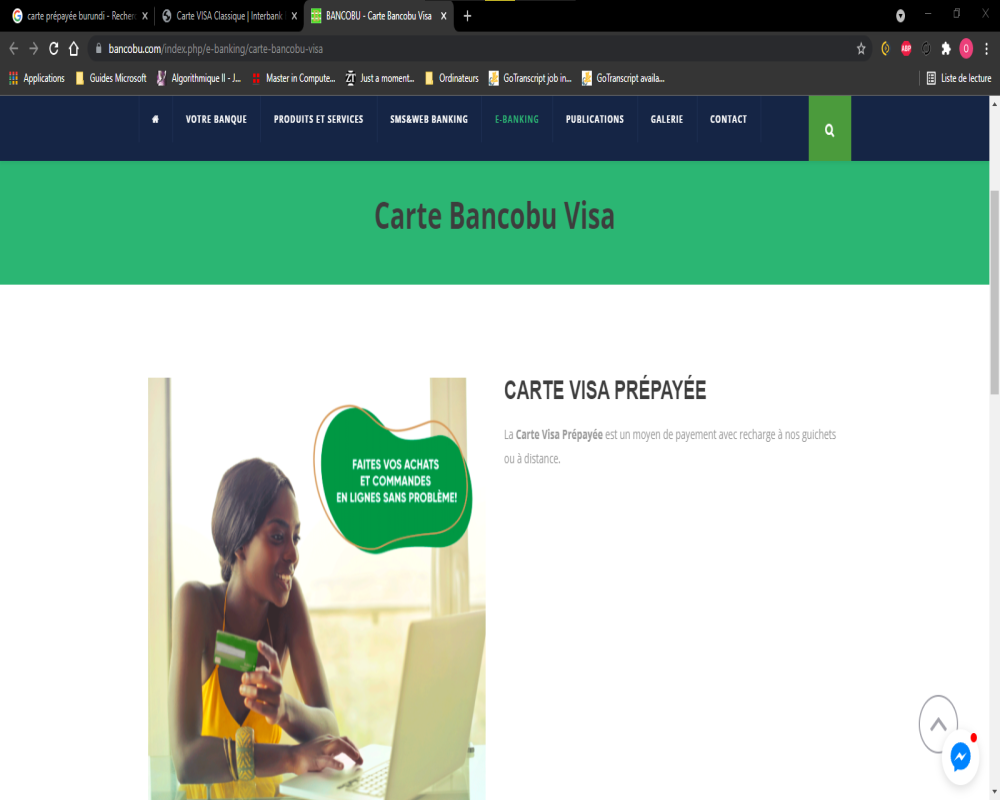 carte prépayée burundi - Recher
Carte VISA Classique | Interbank
BANCOBU - Carte Bancobu Visa
bancobu.com/index.php/e-banking/carte-bancobu-visa
ABP
O
Applications
Guides Microsoft
Algorithmique II - J...
Master in Compute...
Just a moment...
Ordinateurs
GoTranscript job in...
GoTranscript availa...
Liste de lecture
VOTRE BANQUE
PRODUITS ET SERVICES
SMS&WEB BANKING
E-BANKING
PUBLICATIONS
GALERIE
CONTACT
Carte Bancobu Visa
FAITES VOS ACHATS
ET COMMANDES
EN LIGNES SANS PROBLÈME!
CARTE VISA PRÉPAYÉE
La Carte Visa Prépayée est un moyen de payement avec recharge à nos guichets
ou à distance.